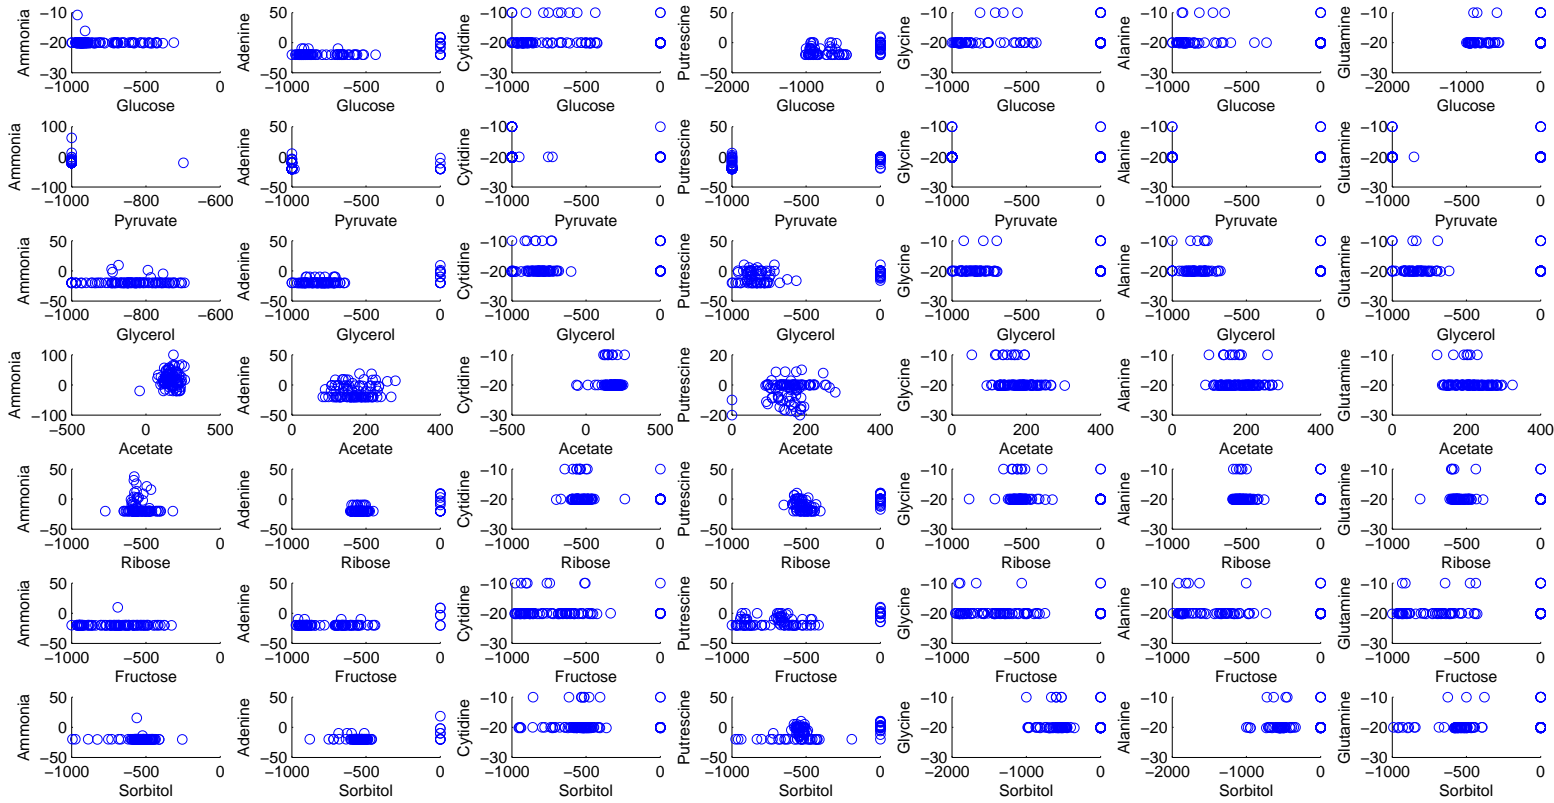 Ammonia Adenine Cytidine Putrescine Glycine Alanine Glutamine
−10 50 −10 50 −10 −10 −10
−20 0 −20 0 −20 −20 −20
−30 −50 −30 −50 −30 −30 −30
−1000 −500 0 −1000 −500 0 −1000 −500 0 −2000 −1000 0 −1000 −500 0 −1000 −500 0 −2000 −1000 0
Glucose Glucose Glucose Glucose Glucose Glucose Glucose
Ammonia Adenine Cytidine Putrescine Glycine Alanine Glutamine
100 50 −10 50 −10 −10 −10
0 0 −20 0 −20 −20 −20
−100 −50 −30 −50 −30 −30 −30
−1000 −800 −600 −1000 −500 0 −1000 −500 0 −1000 −500 0 −1000 −500 0 −1000 −500 0 −1000 −500 0
Pyruvate Pyruvate Pyruvate Pyruvate Pyruvate Pyruvate Pyruvate
Ammonia Adenine Cytidine Putrescine Glycine Alanine Glutamine
50 50 −10 50 −10 −10 −10
0 0 −20 0 −20 −20 −20
−50 −50 −30 −50 −30 −30 −30
−1000 −800 −600 −1000 −500 0 −1000 −500 0 −1000 −500 0 −1000 −500 0 −1000 −500 0 −1000 −500 0
Glycerol Glycerol Glycerol Glycerol Glycerol Glycerol Glycerol
Ammonia Adenine Cytidine Putrescine Glycine Alanine Glutamine
100 50 −10 20 −10 −10 −10
0 0 −20 0 −20 −20 −20
−100 −50 −30 −20 −30 −30 −30
−500 0 500 0 200 400 −500 0 500 0 200 400 0 200 400 0 200 400 0 200 400
Acetate Acetate Acetate Acetate Acetate Acetate Acetate
Ammonia Adenine Cytidine Putrescine Glycine Alanine Glutamine
50 50 −10 50 −10 −10 −10
0 0 −20 0 −20 −20 −20
−50 −50 −30 −50 −30 −30 −30
−1000 −500 0 −1000 −500 0 −1000 −500 0 −1000 −500 0 −1000 −500 0 −1000 −500 0 −1000 −500 0
Ribose Ribose Ribose Ribose Ribose Ribose Ribose
Ammonia Adenine Cytidine Putrescine Glycine Alanine Glutamine
50 50 −10 50 −10 −10 −10
0 0 −20 0 −20 −20 −20
−50 −50 −30 −50 −30 −30 −30
−1000 −500 0 −1000 −500 0 −1000 −500 0 −1000 −500 0 −1000 −500 0 −1000 −500 0 −1000 −500 0
Fructose Fructose Fructose Fructose Fructose Fructose Fructose
Ammonia Adenine Cytidine Putrescine Glycine Alanine Glutamine
50 50 −10 50 −10 −10 −10
0 0 −20 0 −20 −20 −20
−50 −50 −30 −50 −30 −30 −30
−1000 −500 0 −1000 −500 0 −1000 −500 0 −1000 −500 0 −2000 −1000 0 −2000 −1000 0 −1000 −500 0
Sorbitol Sorbitol Sorbitol Sorbitol Sorbitol Sorbitol Sorbitol